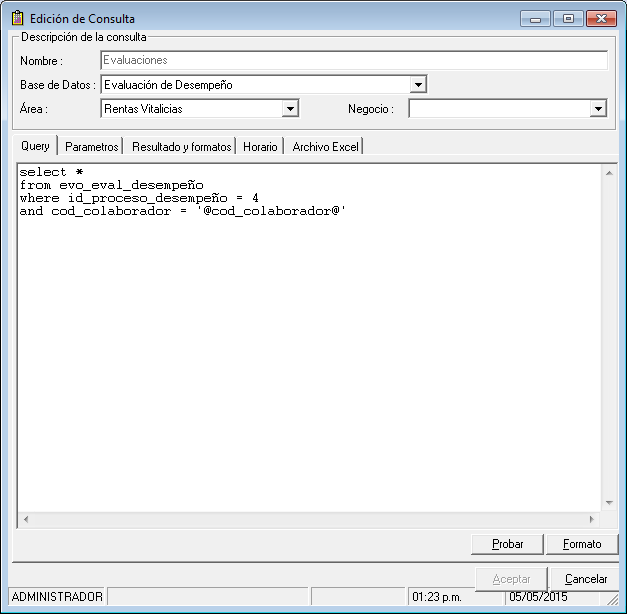 Edición de Consulta
Descripción de la consulta
Nombre : Evaluaciones
Base de Datos : Evaluación de Desempeño
Área : Rentas Vitalicias Negocio :
Query Parametros Resultado y formatos Horario Archivo Excel
select *
from evo_eval_desempeño
where id_proceso_desempeño = 4
and cod_colaborador = '@cod_colaborador@'
Probar Formato
Aceptar Cancelar
ADMINISTRADOR 01:23 p.m. 05/05/2015